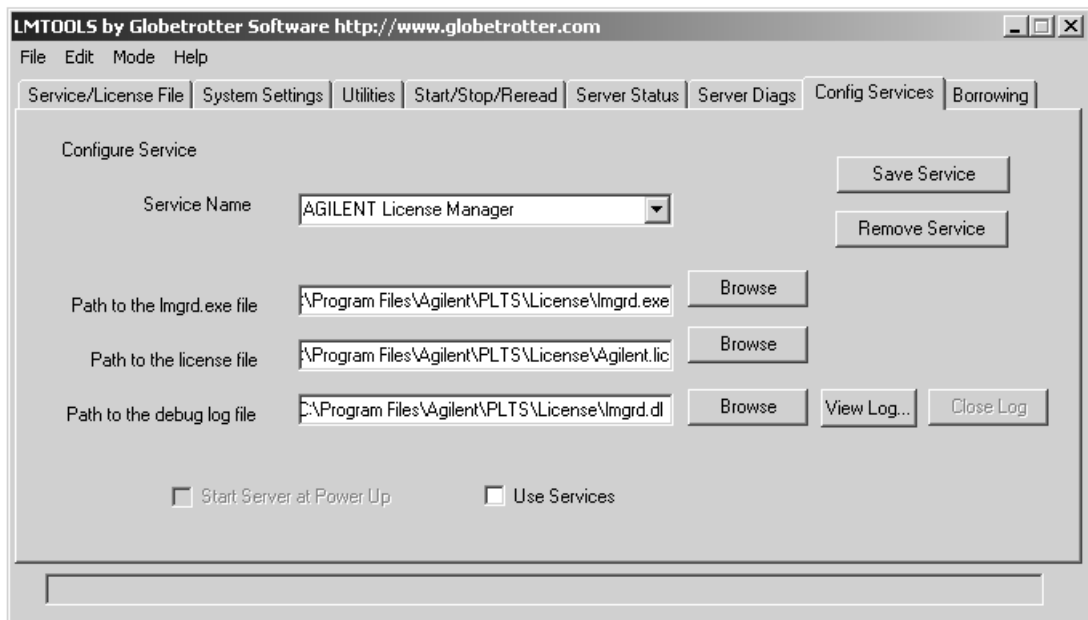 LMTOOLS by Globetrotter Software http://www.globetrotter.com
File Edit Mode Help
Service/License File System Settings Utilities Start/Stop/Reread Server Status Server Diags Config Services Borrowing
Configure Service
Save Service
Service Name AGILENT License Manager
Remove Service
Path to the lmgrd.exe file :\Program Files\Agilent\PLTS\License\lmgrd.exe Browse
Path to the license file :\Program Files\Agilent\PLTS\License\Agilent.lic Browse
Path to the debug log file C:\Program Files\Agilent\PLTS\License\lmgrd.dl Browse View Log... Close Log
Start Server at Power Up Use Services